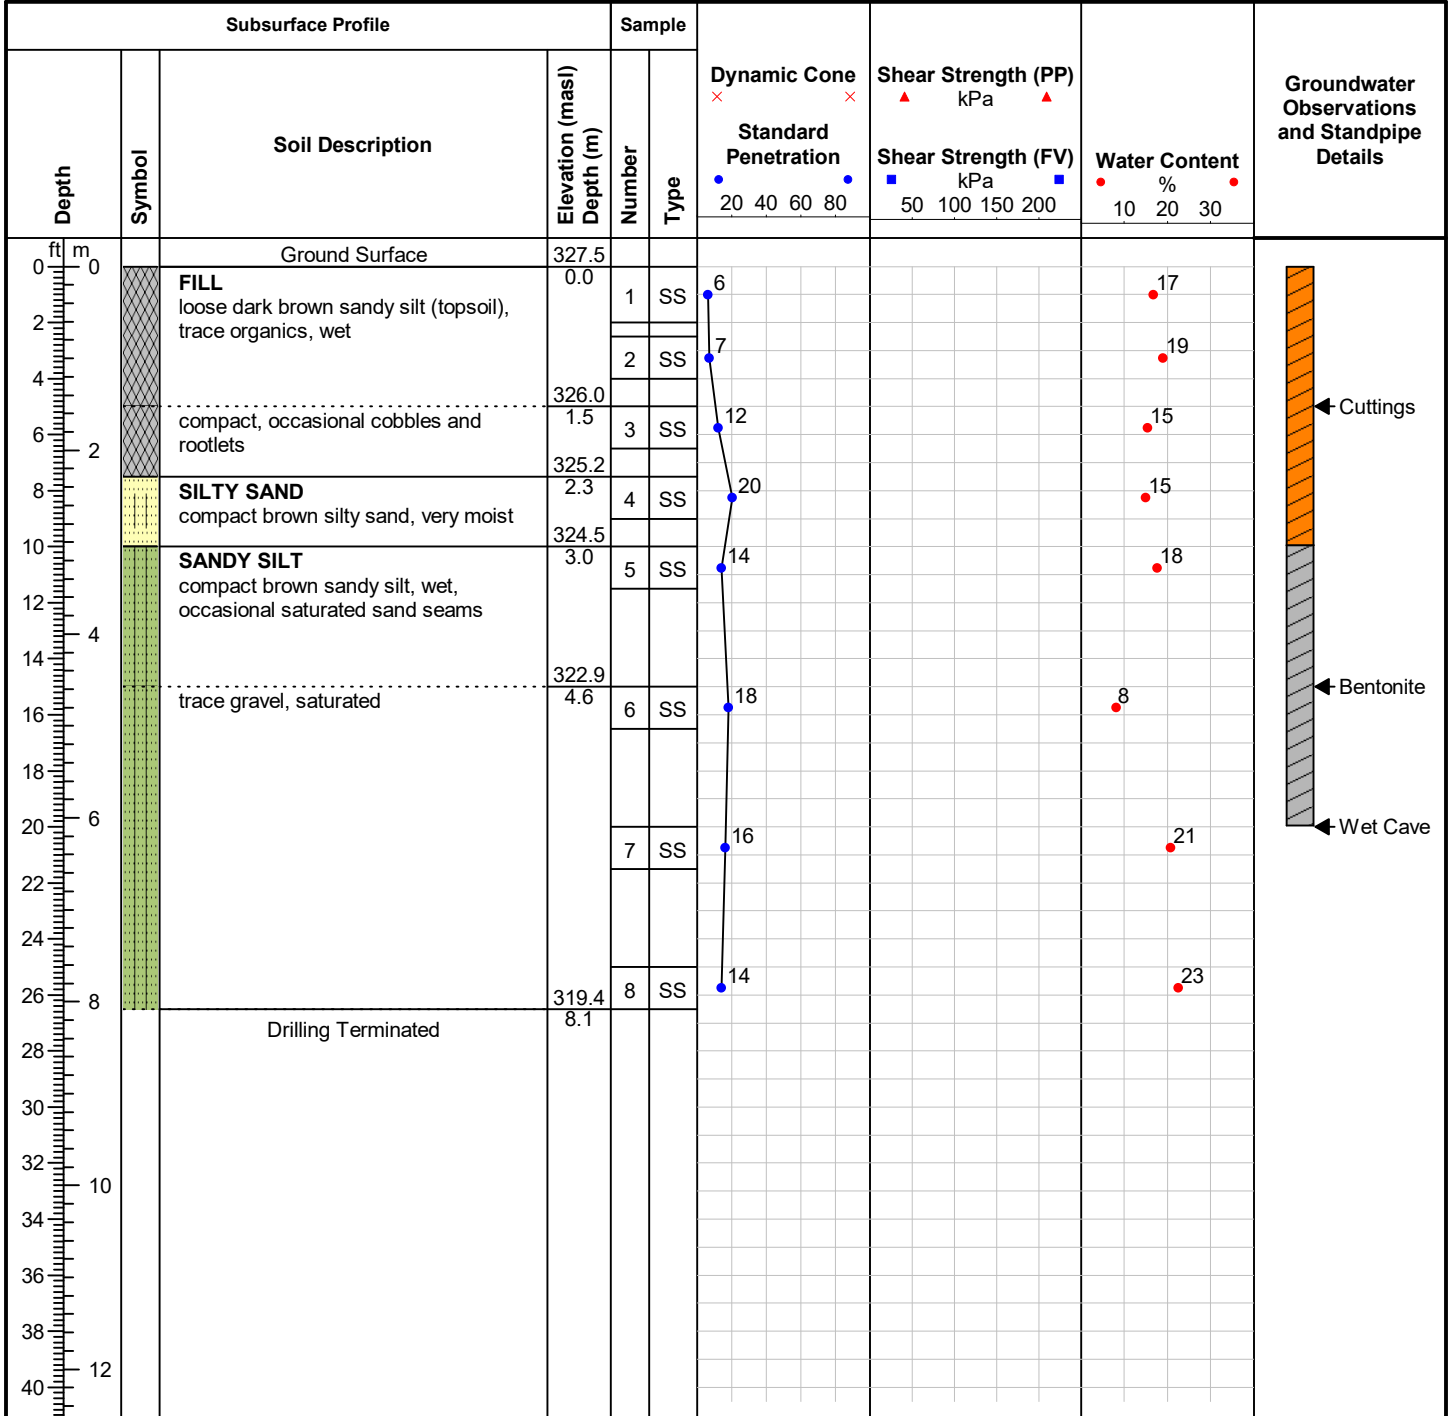 Subsurface Profile
Sample
Depth
Symbol
Soil Description
Elevation (masl)
Depth (m)
Number
Type
Dynamic Cone
Standard
Penetration
20 40 60 80
Shear Strength (PP)
kPa
Shear Strength (FV)
kPa
50 100 150 200
Water Content
%
10 20 30
Groundwater
Observations
and Standpipe
Details
ft m
Ground Surface
327.5
0 0
0.0
FILL
loose dark brown sandy silt (topsoil),
trace organics, wet
1 SS
6
17
2
2 SS
7
19
4
326.0
1.5
compact, occasional cobbles and
rootlets
3 SS
12
15
Cuttings
6
2
325.2
2.3
SILTY SAND
compact brown silty sand, very moist
4 SS
20
15
8
324.5
10
3.0
SANDY SILT
compact brown sandy silt, wet,
occasional saturated sand seams
5 SS
14
18
12
4
14
322.9
4.6
trace gravel, saturated
6 SS
18
8
Bentonite
16
18
6
20
7 SS
16
21
Wet Cave
22
24
8 SS
14
23
26
8
319.4
8.1
Drilling Terminated
28
30
32
10
34
36
38
12
40